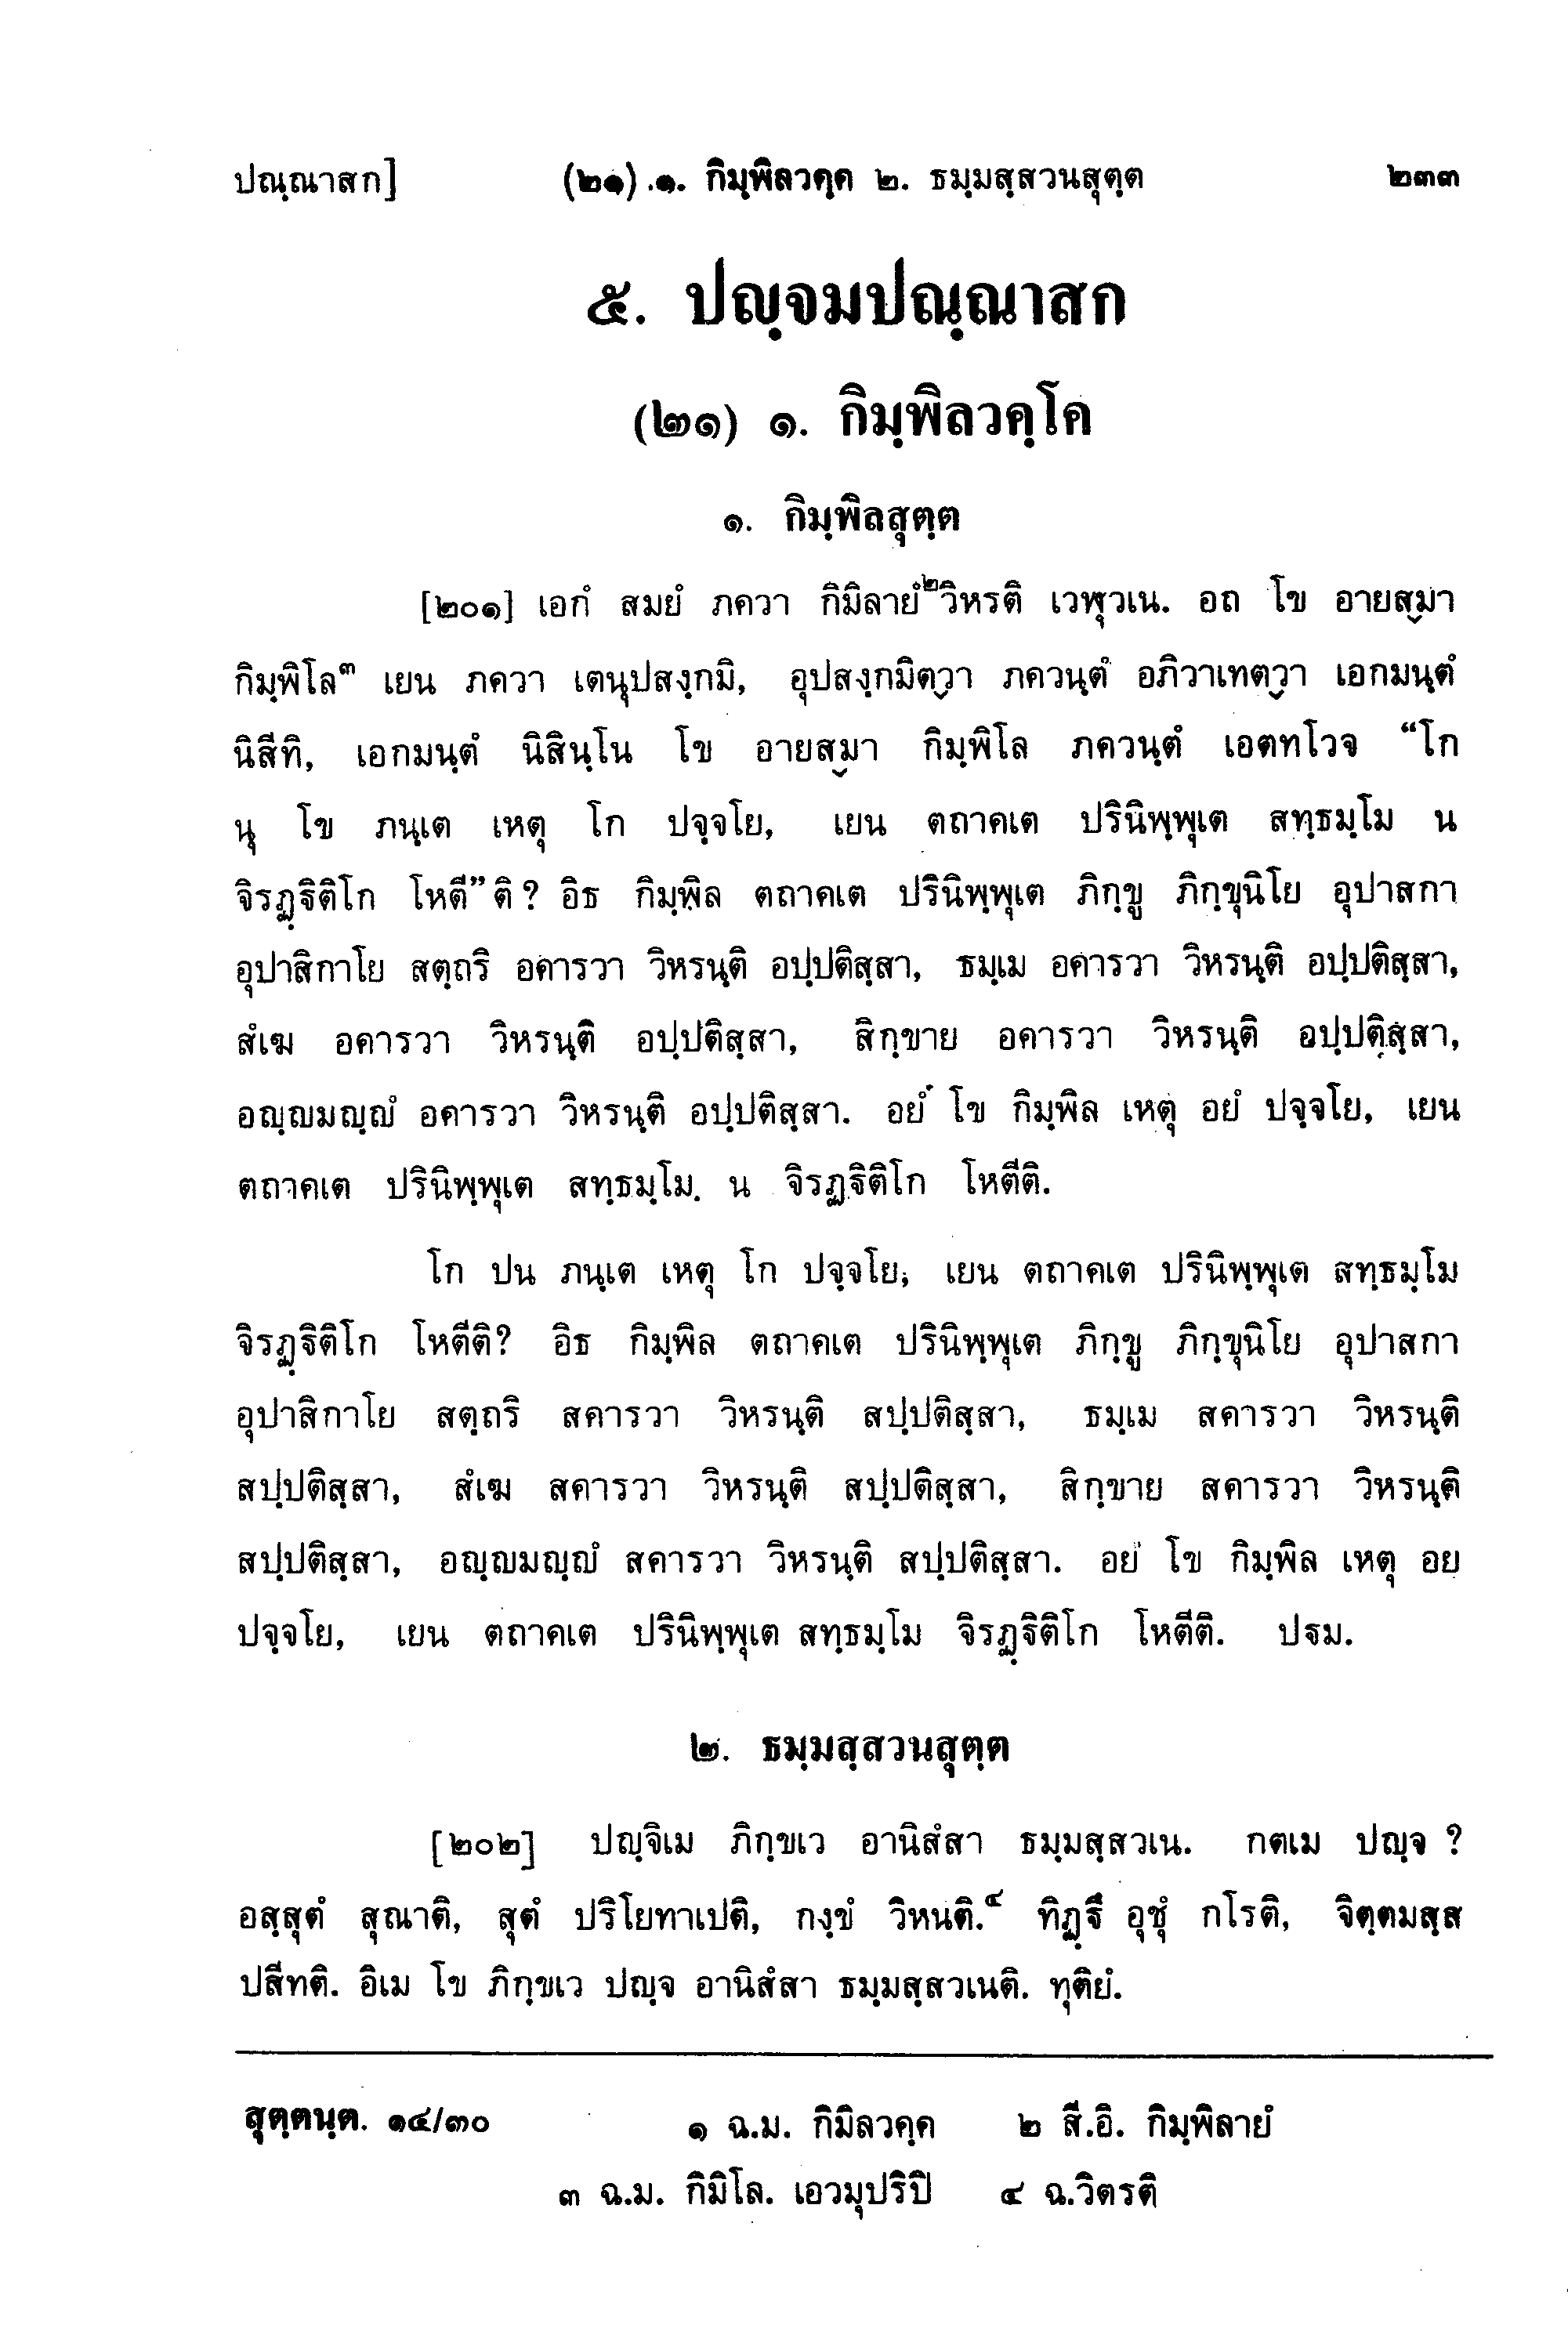 ปณฺณาสก] (๒๑) .๑. กิมฺพิลวคฺค ๒. ธมฺมสฺสวนสุตฺต ๒๓๓
๕. ปญฺจมปณฺณาสก
(๒๑) ๑. กิมฺพิลวคฺโค
๑. กิมฺพิลสุตฺต
[๒๐๑] เอกํ สมยํ ภควา กิมิลายํ๒วิหรติ เวฬุวเน. อถ โข อายสฺมา
กิมฺพิโล๓ เยน ภควา เตนุปสงฺกมิ, อุปสงฺกมิตฺวา ภควนฺตํ อภิวาเทตฺวา เอกมนฺตํ
นิสีทิ, เอกมนฺตํ นิสินฺโน โข อายสฺมา กิมฺพิโล ภควนฺตํ เอตทโวจ “โก
นุ โข ภนฺเต เหตุ โก ปจฺจโย, เยน ตถาคเต ปรินิพฺพุเต สทฺธมฺโม น
จิรฏฺฐิติโก โหตี”ติ? อิธ กิมฺพิล ตถาคเต ปรินิพฺพุเต ภิกฺขู ภิกฺขุนิโย อุปาสกา
อุปาสิกาโย สตฺถริ อคารวา วิหรนฺติ อปฺปติสฺสา, ธมฺเม อคารวา วิหรนฺติ อปฺปติสฺสา,
สํเฆ อคารวา วิหรนฺติ อปฺปติสฺสา, สิกฺขาย อคารวา วิหรนฺติ อปฺปติสฺสา,
อญฺญมญฺญํ อคารวา วิหรนฺติ อปฺปติสฺสา. อยํ โข กิมฺพิล เหตุ อยํ ปจฺจโย, เยน
ตถาคเต ปรินิพฺพุเต สทฺธมฺโม น จิรฏฺฐิติโก โหตีติ.
โก ปน ภนฺเต เหตุ โก ปจฺจโย, เยน ตถาคเต ปรินิพฺพุเต สทฺธมฺโม
จิรฏฺฐิติโก โหตีติ? อิธ กิมฺพิล ตถาคเต ปรินิพฺพุเต ภิกฺขู ภิกฺขุนิโย อุปาสกา
อุปาสิกาโย สตฺถริ สคารวา วิหรนฺติ สปฺปติสฺสา, ธมฺเม สคารวา วิหรนฺติ
สปฺปติสฺสา, สํเฆ สคารวา วิหรนฺติ สปฺปติสฺสา, สิกฺขาย สคารวา วิหรนฺติ
สปฺปติสฺสา, อญฺญมญฺญํ สคารวา วิหรนฺติ สปฺปติสฺสา. อยํ โข กิมฺพิล เหตุ อย
ปจฺจโย, เยน ตถาคเต ปรินิพฺพุเต สทฺธมฺโม จิรฏฺฐิติโก โหตีติ. ปฐม.
๒. ธมฺมสฺสวนสุตฺต
[๒๐๒] ปญฺจิเม ภิกฺขเว อานิสํสา ธมฺมสฺสวเน. กตเม ปญฺจ ?
อสฺสุตํ สุณาติ, สุตํ ปริโยทาเปติ, กงฺขํ วิหนติ.๔ ทิฏฺฐึ อุชุํ กโรติ, จิตฺตมสฺส
ปสีทติ. อิเม โข ภิกฺขเว ปญฺจ อานิสํสา ธมฺมสฺสวเนติ. ทุติยํ.
สุตฺตนฺต. ๑๔/๓๐ ๑ ฉ.ม. กิมิลวคฺค ๒ สี.อิ. กิมฺพิลายํ
๓ ฉ.ม. กิมิโล. เอวมุปริปิ ๔ ฉ.วิตรติ